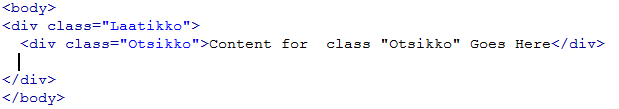 <body>
<div class="Laatikko">
<div class="Otsikko">Content for  class "Otsikko" Goes Here</div>
</div>
</body>